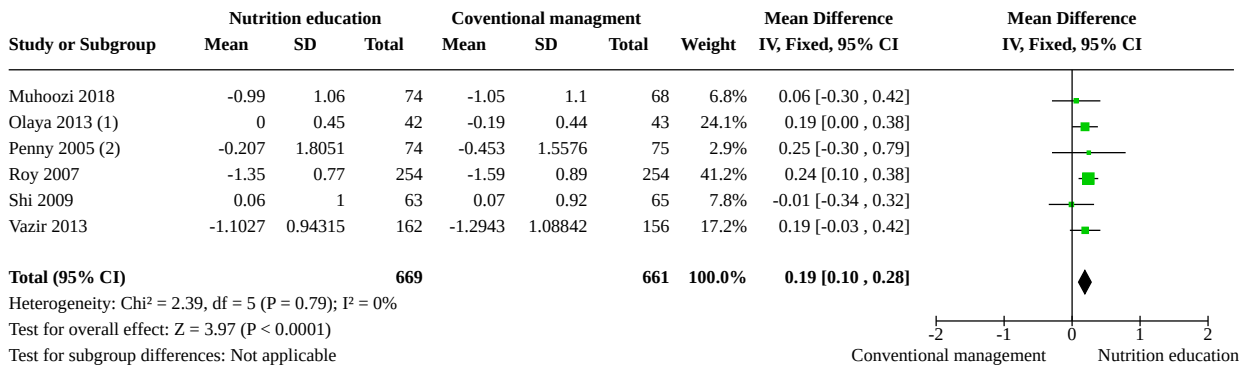 Nutrition education Coventional managment Mean Difference Mean Difference
Study or Subgroup Mean SD Total Mean SD Total Weight IV, Fixed, 95% CI IV, Fixed, 95% CI
Muhoozi 2018 -0.99 1.06 74 -1.05 1.1 68 6.8% 0.06 [-0.30 , 0.42]
Olaya 2013 (1) 0 0.45 42 -0.19 0.44 43 24.1% 0.19 [0.00 , 0.38]
Penny 2005 (2) -0.207 1.8051 74 -0.453 1.5576 75 2.9% 0.25 [-0.30 , 0.79]
Roy 2007 -1.35 0.77 254 -1.59 0.89 254 41.2% 0.24 [0.10 , 0.38]
Shi 2009 0.06 1 63 0.07 0.92 65 7.8% -0.01 [-0.34 , 0.32]
Vazir 2013 -1.1027 0.94315 162 -1.2943 1.08842 156 17.2% 0.19 [-0.03 , 0.42]
Total (95% CI) 669 661 100.0% 0.19 [0.10 , 0.28]
Heterogeneity: Chi² = 2.39, df = 5 (P = 0.79); I² = 0%
Test for overall effect: Z = 3.97 (P < 0.0001)
-2 -1 0 1 2
Test for subgroup differences: Not applicable Conventional management Nutrition education